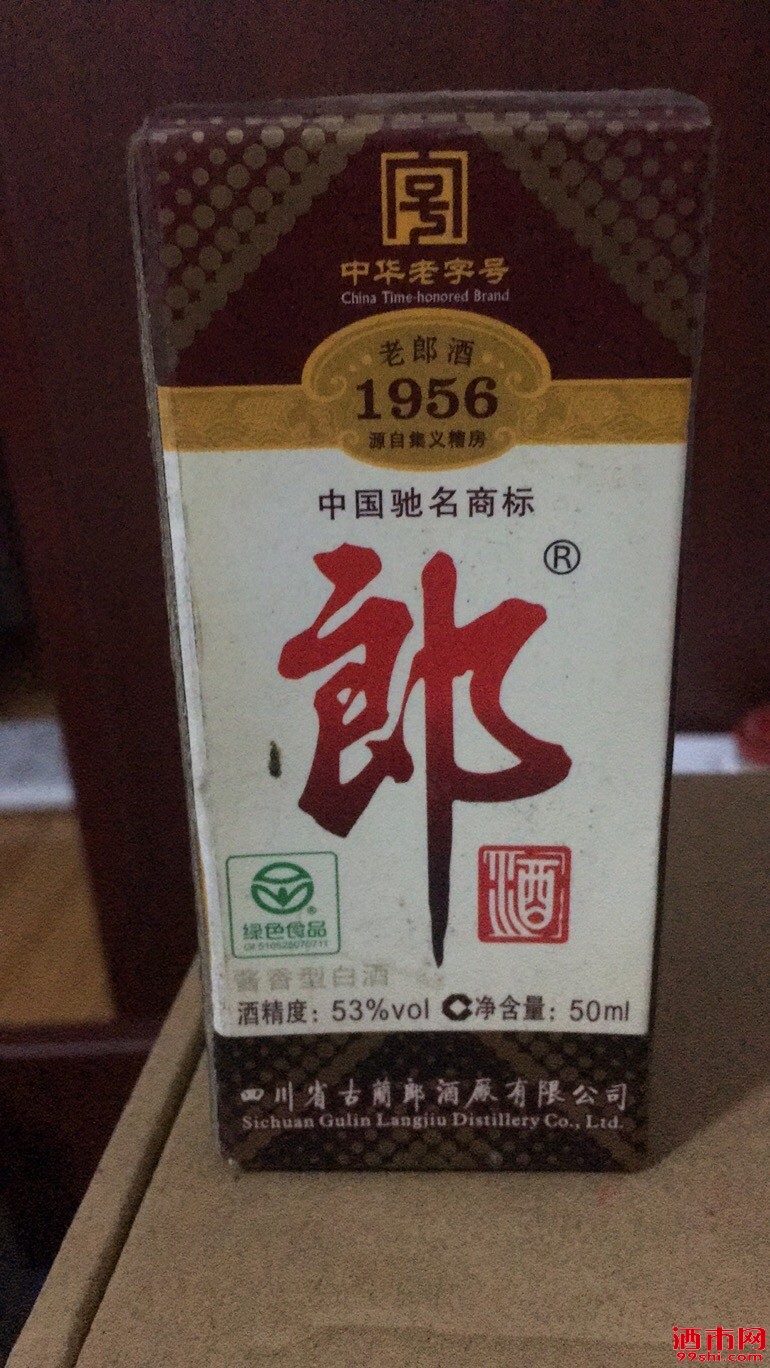 号
中华老字号
China Time-honored Brand
老郎酒
1956
源自集义糟房
中国驰名商标
郎®
酒
绿色食品
酱香型白酒
酒精度：53%vol 净含量：50ml
四川省古蔺郎酒厂有限公司
Sichuan Gulin Langjiu Distillery Co., Ltd.
酒市网
99shi.com